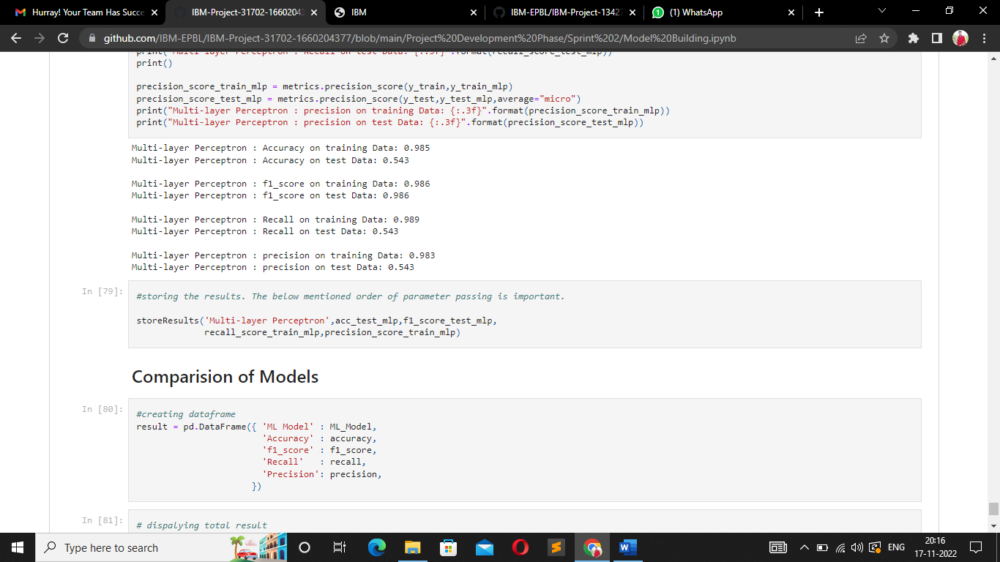 Hurray! Your Team Has Succe
IBM-Project-31702-16602043
IBM
IBM-EPBL/IBM-Project-1342
(1) WhatsApp
github.com/IBM-EPBL/IBM-Project-31702-1660204377/blob/main/Project%20Development%20Phase/Sprint%202/Model%20Building.ipynb
print("Multi-layer Perceptron : Recall on test Data: {:.3f}".format(recall_score_test_mlp))
print()
precision_score_train_mlp = metrics.precision_score(y_train,y_train_mlp)
precision_score_test_mlp = metrics.precision_score(y_test,y_test_mlp,average="micro")
print("Multi-layer Perceptron : precision on training Data: {:.3f}".format(precision_score_train_mlp))
print("Multi-layer Perceptron : precision on test Data: {:.3f}".format(precision_score_test_mlp))
Multi-layer Perceptron : Accuracy on training Data: 0.985
Multi-layer Perceptron : Accuracy on test Data: 0.543
Multi-layer Perceptron : f1_score on training Data: 0.986
Multi-layer Perceptron : f1_score on test Data: 0.986
Multi-layer Perceptron : Recall on training Data: 0.989
Multi-layer Perceptron : Recall on test Data: 0.543
Multi-layer Perceptron : precision on training Data: 0.983
Multi-layer Perceptron : precision on test Data: 0.543
In [79]:
#storing the results. The below mentioned order of parameter passing is important.
storeResults('Multi-layer Perceptron',acc_test_mlp,f1_score_test_mlp,
recall_score_train_mlp,precision_score_train_mlp)
Comparision of Models
In [80]:
#creating dataframe
result = pd.DataFrame({ 'ML Model' : ML_Model,
'Accuracy' : accuracy,
'f1_score' : f1_score,
'Recall' : recall,
'Precision': precision,
})
In [81]:
# dispalying total result
Type here to search
ENG
20:16
17-11-2022